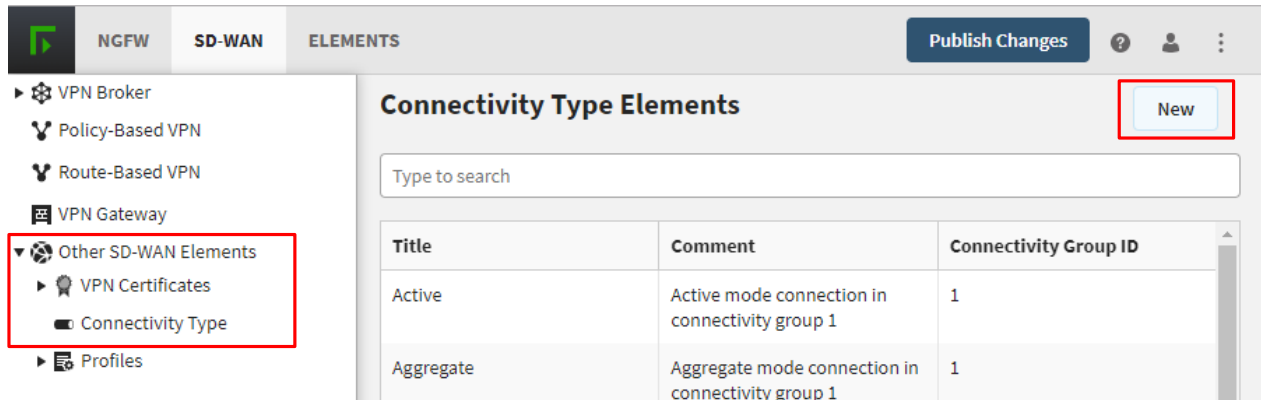 NGFW SD-WAN ELEMENTS Publish Changes ?
VPN Broker
Policy-Based VPN
Route-Based VPN
VPN Gateway
Other SD-WAN Elements
VPN Certificates
Connectivity Type
Profiles
Connectivity Type Elements New
Type to search
Title Comment Connectivity Group ID
Active Active mode connection in 1
connectivity group 1
Aggregate Aggregate mode connection in 1
connectivity group 1